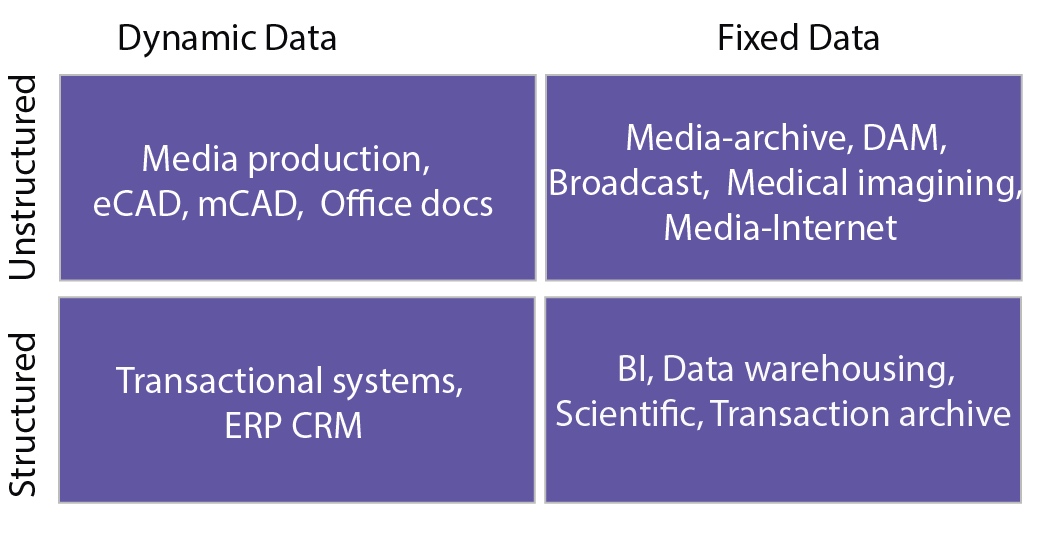 Dynamic Data
Fixed Data
Unstructured
Media production,
eCAD, mCAD, Office docs
Media-archive, DAM,
Broadcast, Medical imagining,
Media-Internet
Structured
Transactional systems,
ERP CRM
BI, Data warehousing,
Scientific, Transaction archive